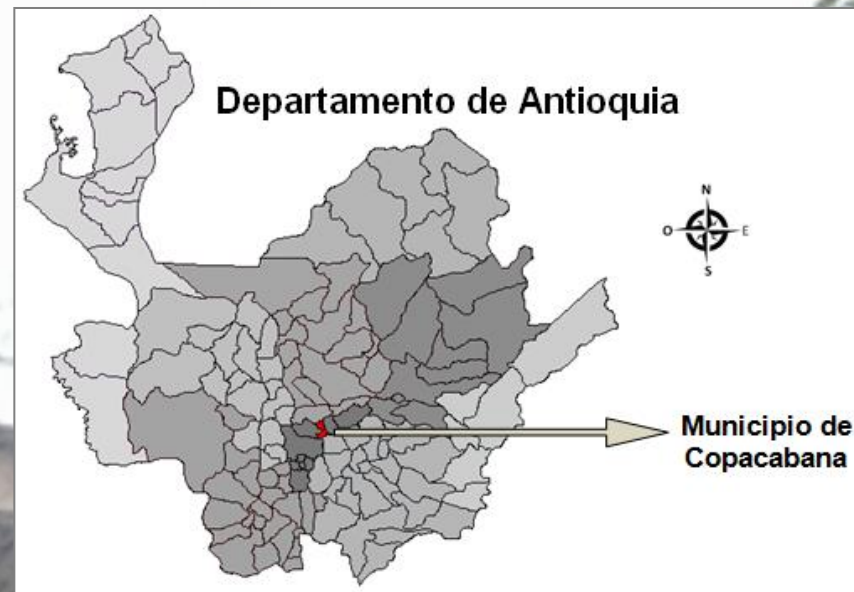 Departamento de Antioquia
N
O E
S
Municipio de
Copacabana